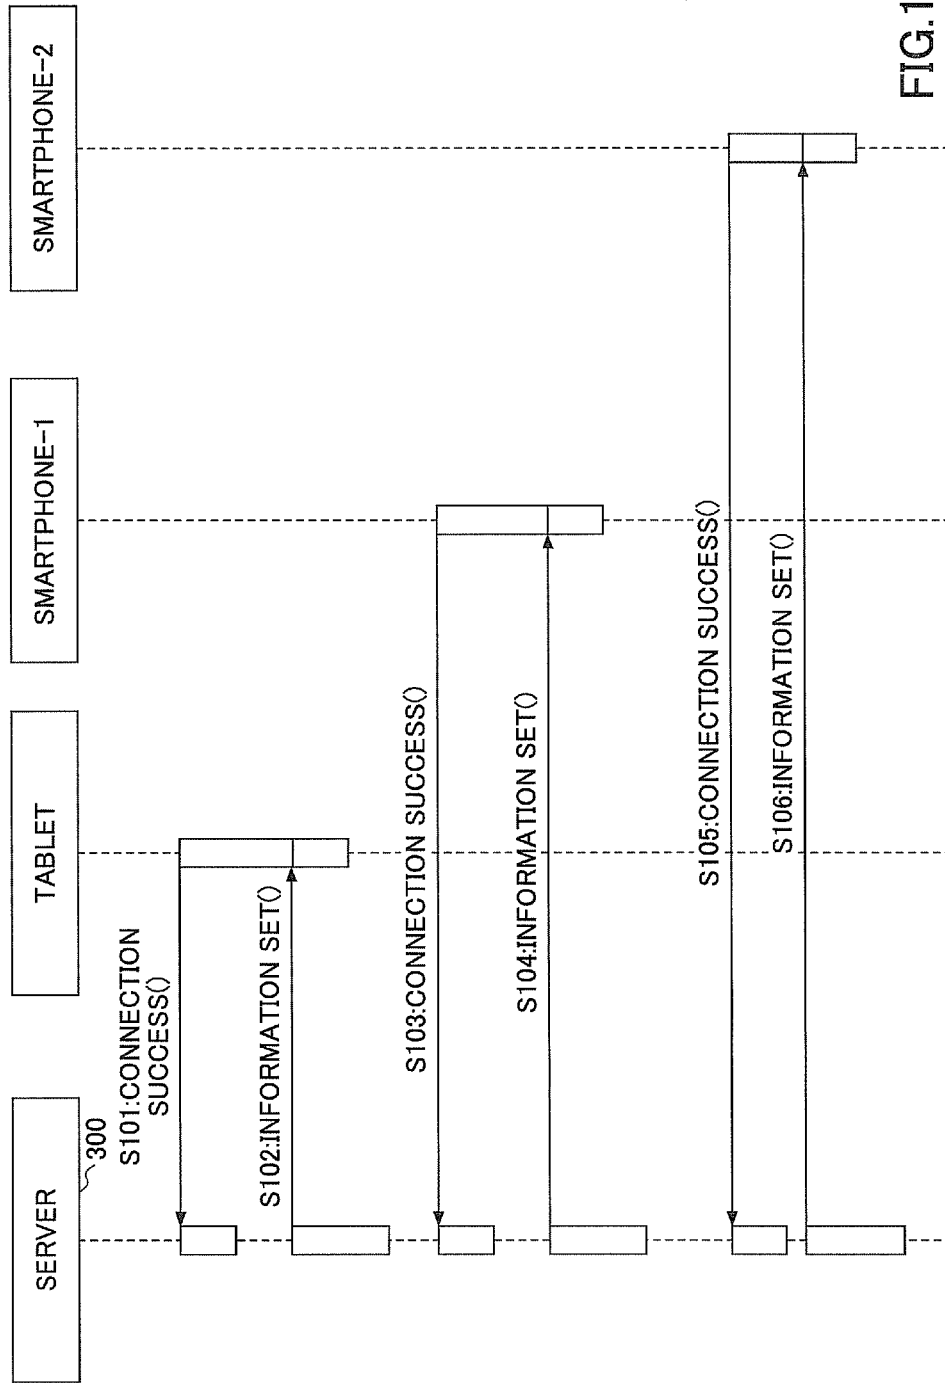 SERVER
300
TABLET
SMARTPHONE-1
SMARTPHONE-2
S101:CONNECTION
SUCCESS()
S102:INFORMATION SET()
S103:CONNECTION SUCCESS()
S104:INFORMATION SET()
S105:CONNECTION SUCCESS()
S106:INFORMATION SET()
FIG.1